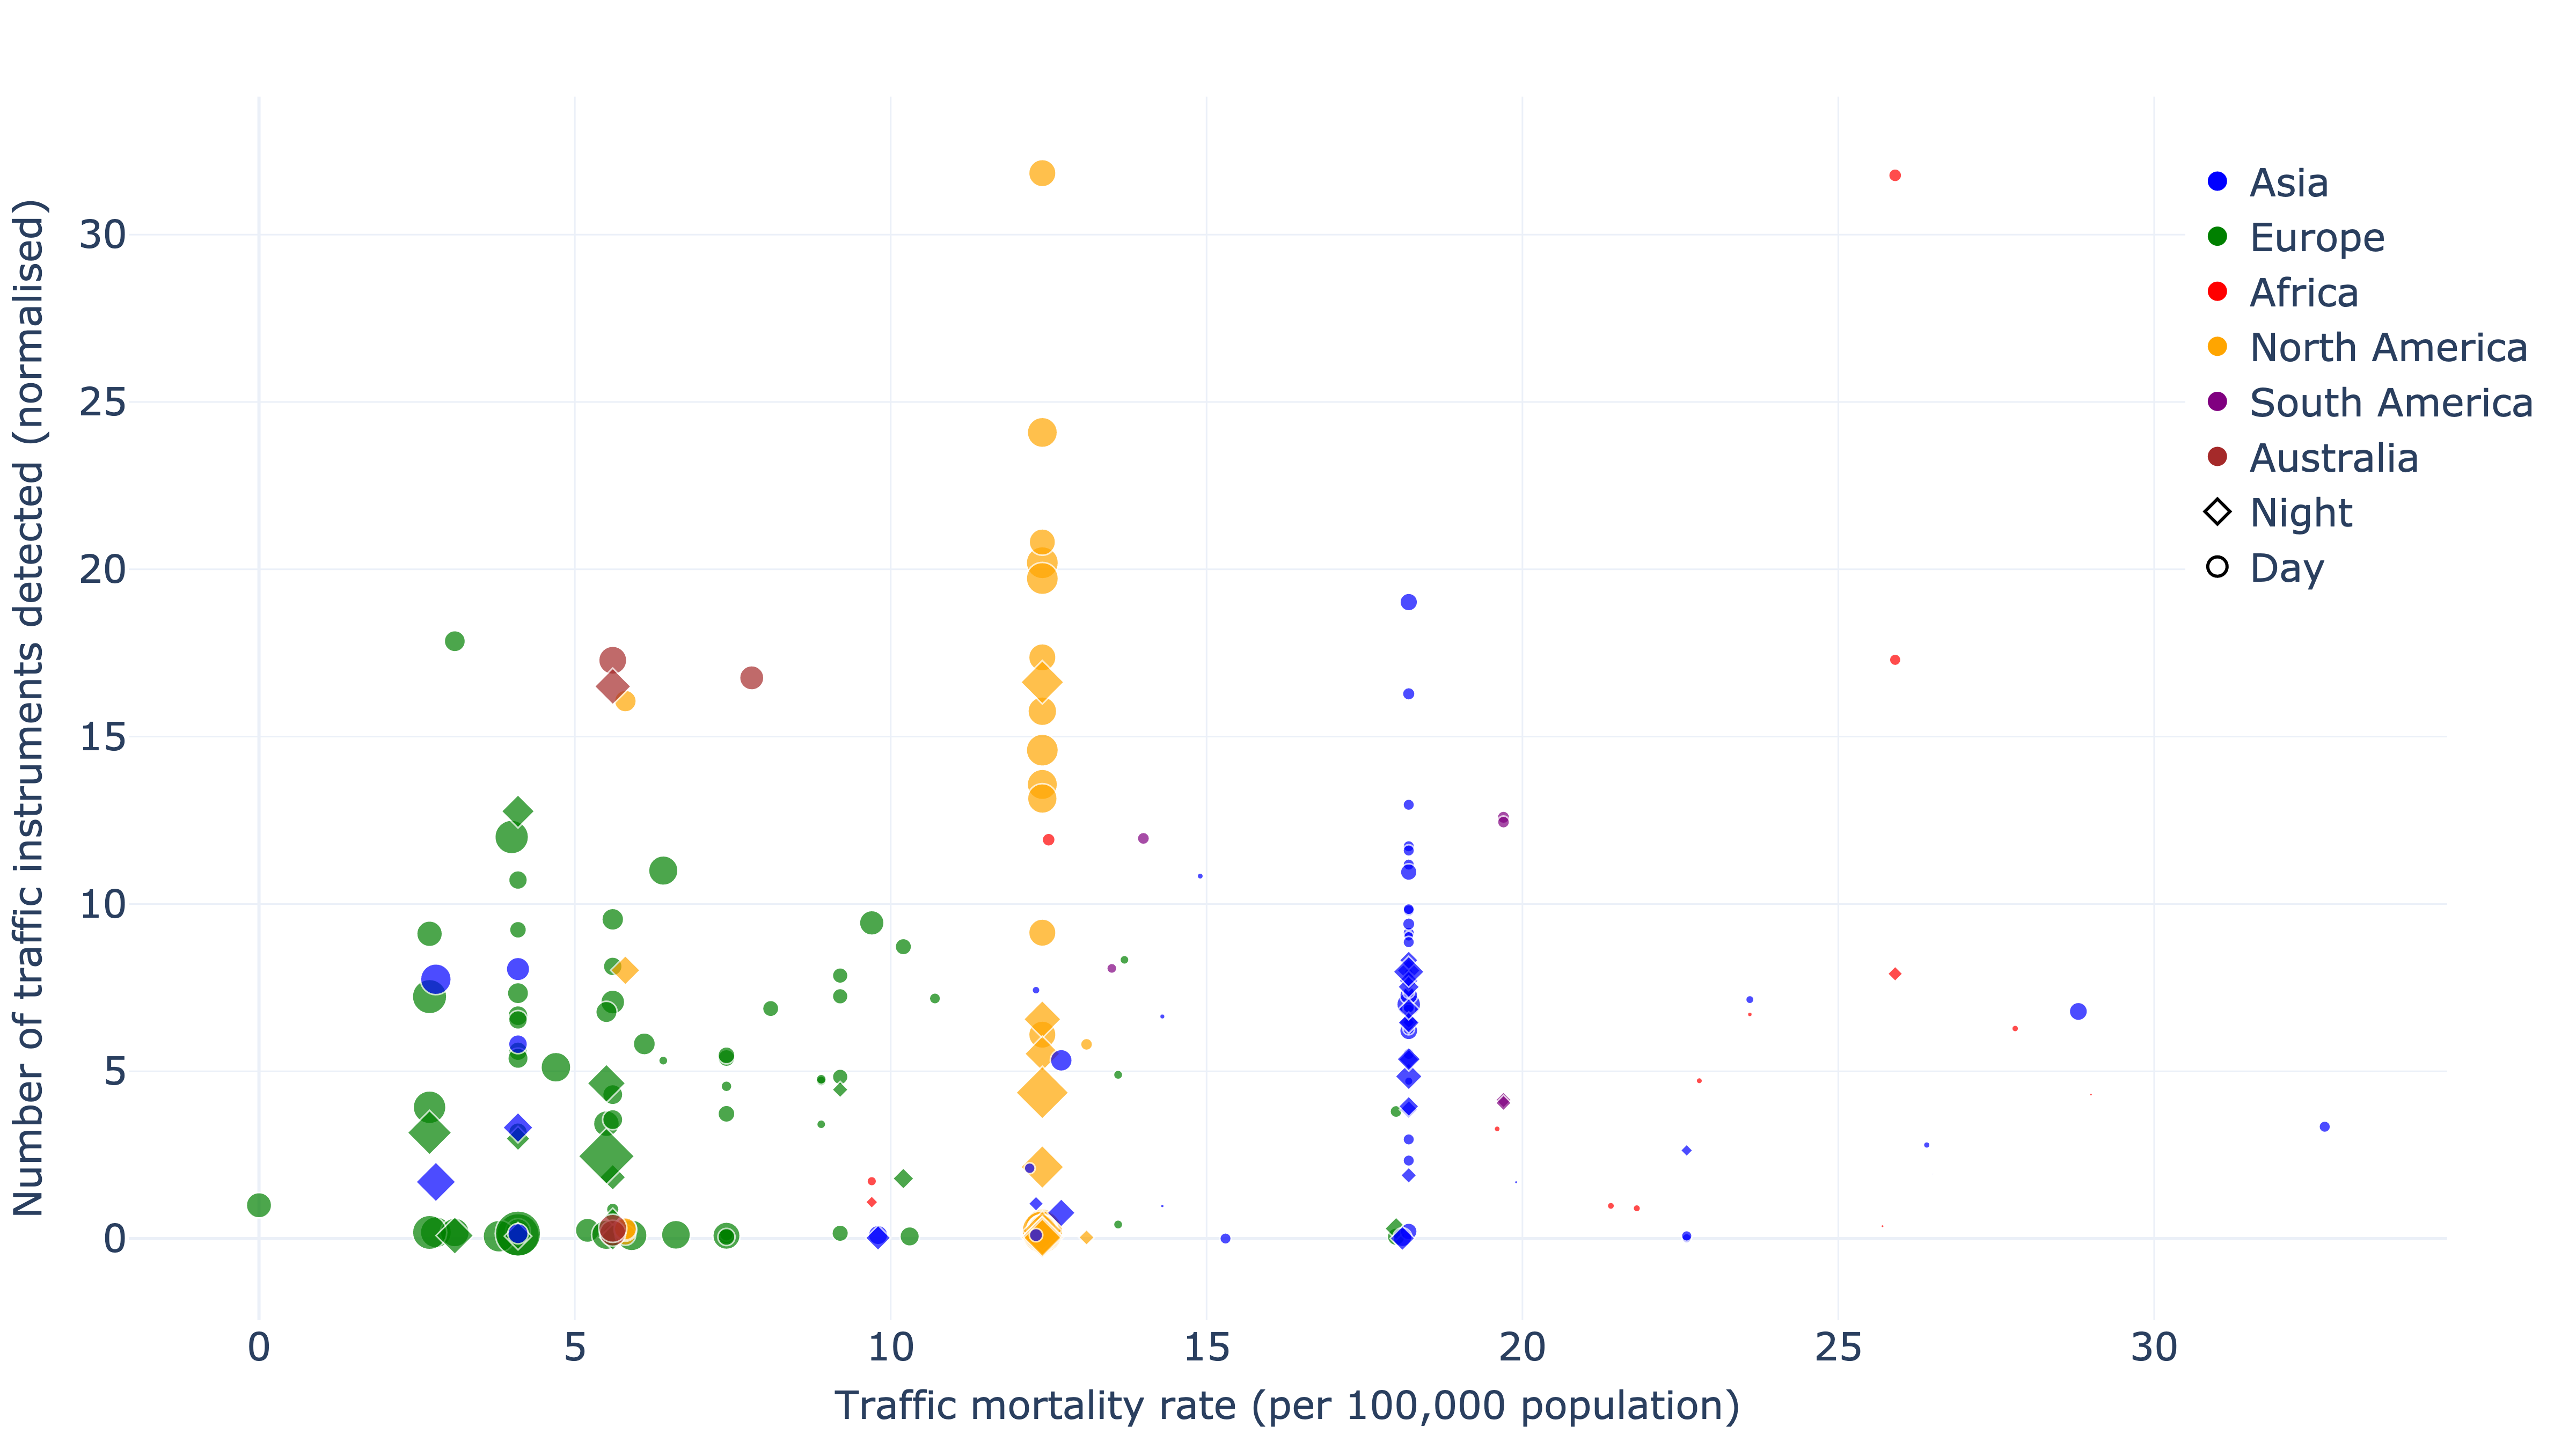 Number of traffic instruments detected (normalised)
30
25
20
15
10
5
0
0 5 10 15 20 25 30
Traffic mortality rate (per 100,000 population)
Asia
Europe
Africa
North America
South America
Australia
Night
Day